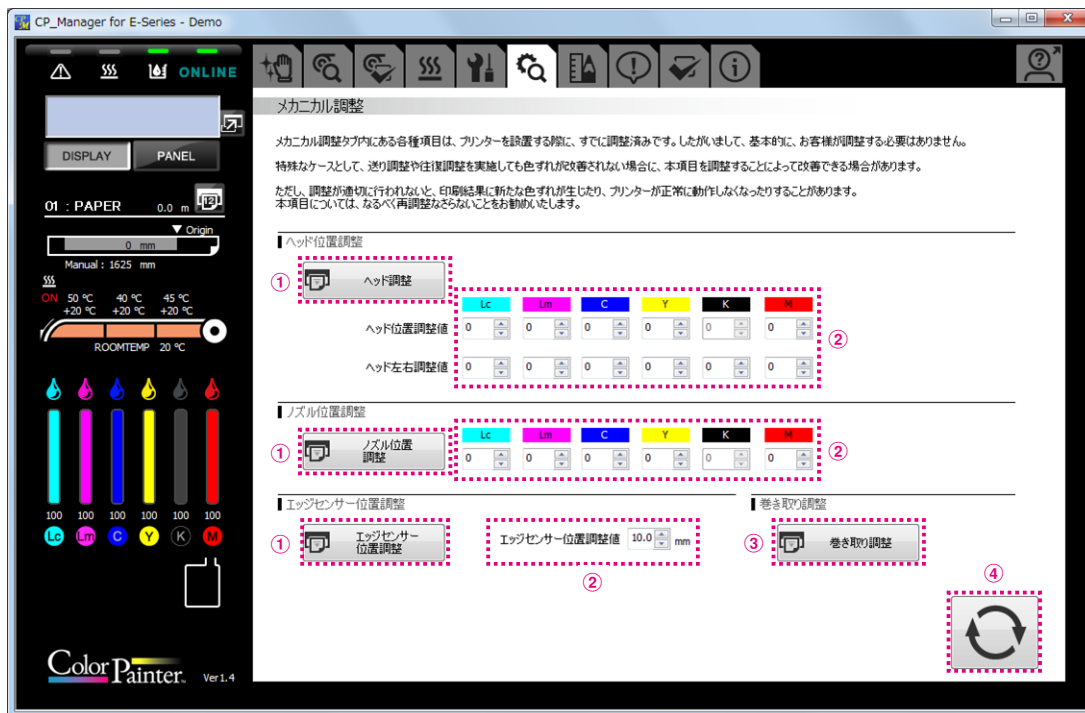 CP_Manager for E-Series - Demo
ONLINE
DISPLAY
PANEL
01 : PAPER
0.0 m
12
Origin
0 mm
Manual : 1625 mm
ON 50 ℃ 40 ℃ 45 ℃
+20 ℃ +20 ℃ +20 ℃
ROOMTEMP 20 ℃
100 100 100 100 100 100
Lc Lm C Y K M
Color Painter™ Ver1.4
メカニカル調整
メカニカル調整タブ内にある各種項目は、プリンターを設置する際に、すでに調整済みです。したがいまして、基本的に、お客様が調整する必要はありません。
特殊なケースとして、送り調整や往復調整を実施しても色ずれが改善されない場合に、本項目を調整することによって改善できる場合があります。
ただし、調整が適切に行われないと、印刷結果に新たな色ずれが生じたり、プリンターが正常に動作しなくなったりすることがあります。
本項目については、なるべく再調整なさらないことをお勧めいたします。
ヘッド位置調整
① ヘッド調整
Lc Lm C Y K M
ヘッド位置調整値 0 0 0 0 0 0
②
ヘッド左右調整値 0 0 0 0 0 0
ノズル位置調整
Lc Lm C Y K M
① ノズル位置
調整
0 0 0 0 0 0
②
エッジセンサー位置調整
① エッジセンサー
位置調整
エッジセンサー位置調整値 10.0 mm
②
巻き取り調整
③ 巻き取り調整
④